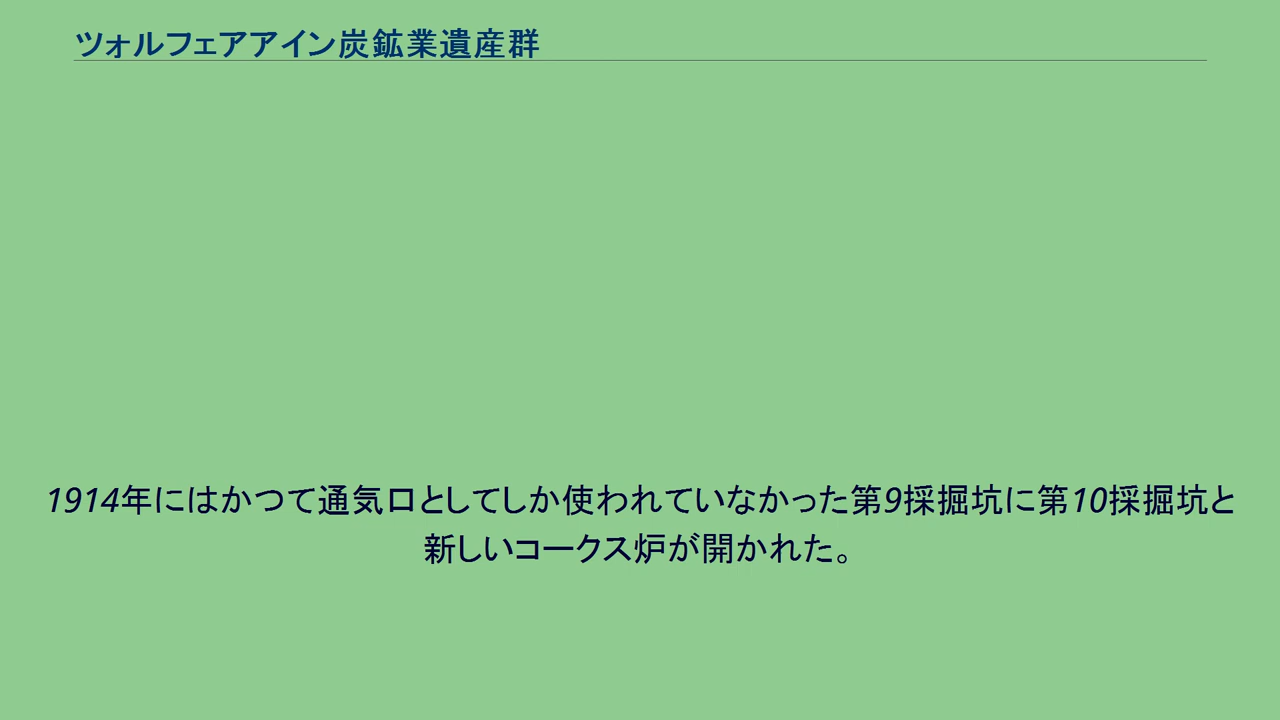 ツォルフェアアイン炭鉱業遺産群
1914年にはかつて通気口としてしか使われていなかった第9採掘坑に第10採掘坑と
新しいコークス炉が開かれた。